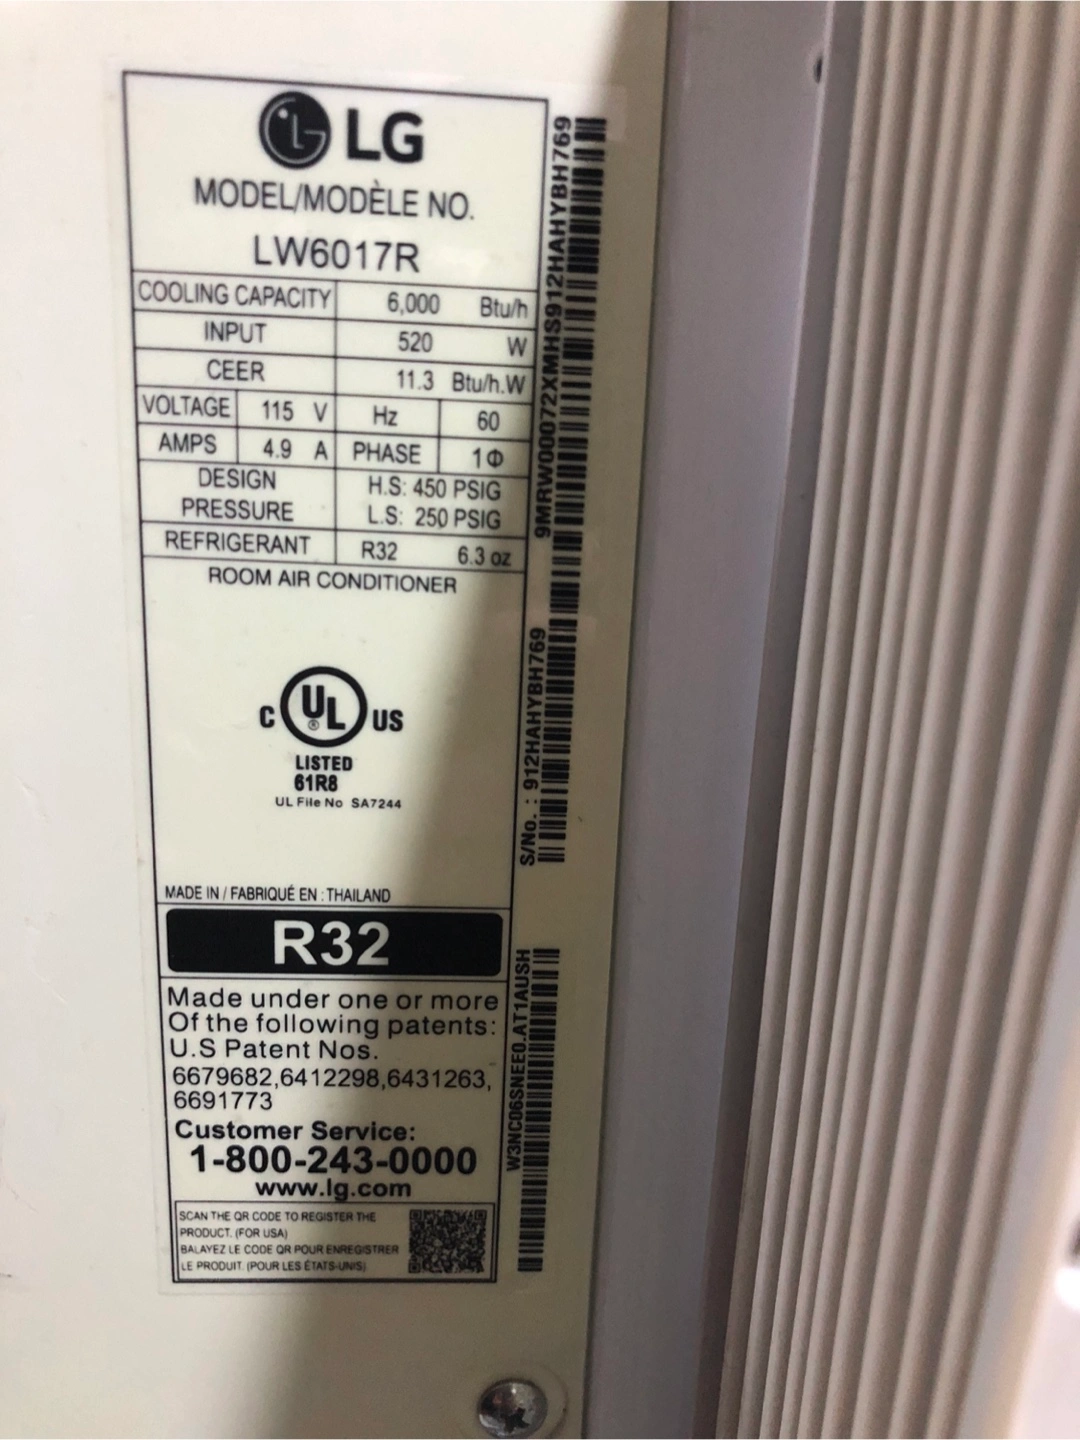 LG
MODEL/MODÈLE NO.
LW6017R
COOLING CAPACITY 6,000 Btu/h
INPUT 520 W
CEER 11.3 Btu/h.W
VOLTAGE 115 V Hz 60
AMPS 4.9 A PHASE 1Φ
DESIGN PRESSURE H.S: 450 PSIG
L.S: 250 PSIG
REFRIGERANT R32 6.3 oz
ROOM AIR CONDITIONER
C UL® US
LISTED
61R8
UL File No SA7244
MADE IN / FABRIQUÉ EN : THAILAND
R32
Made under one or more
Of the following patents:
U.S Patent Nos.
6679682,6412298,6431263,
6691773
Customer Service:
1-800-243-0000
www.lg.com
SCAN THE QR CODE TO REGISTER THE
PRODUCT. (FOR USA)
BALAYEZ LE CODE QR POUR ENREGISTRER
LE PRODUIT. (POUR LES ÉTATS-UNIS)
9MRW00072XMHS912HAHYBH769
S/No. : 912HAHYBH769
W3NC06SNEE0.AT1AUSH